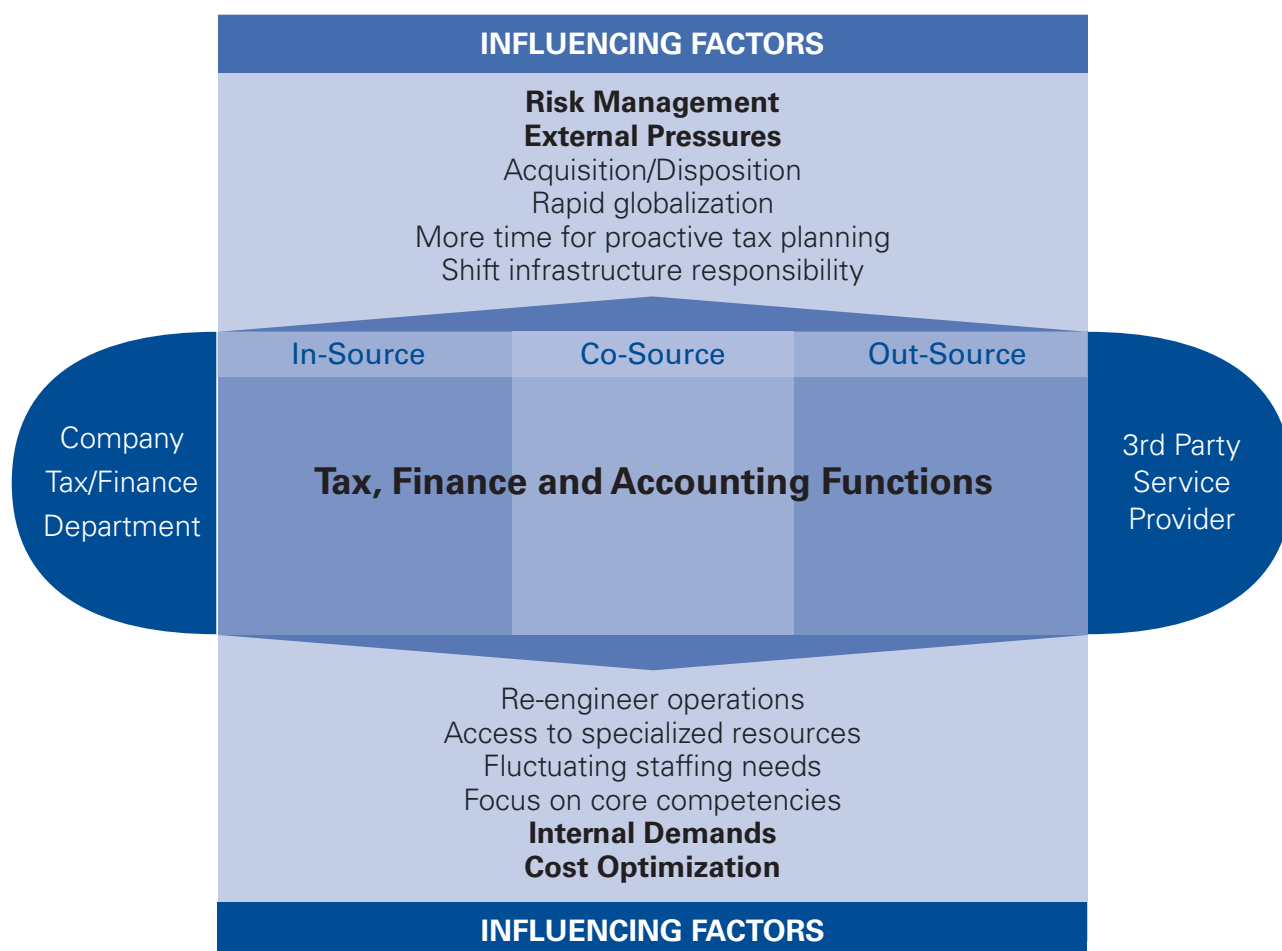 INFLUENCING FACTORS
Risk Management
External Pressures
Acquisition/Disposition
Rapid globalization
More time for proactive tax planning
Shift infrastructure responsibility
In-Source
Co-Source
Out-Source
Company
Tax/Finance
Department
Tax, Finance and Accounting Functions
3rd Party
Service
Provider
Re-engineer operations
Access to specialized resources
Fluctuating staffing needs
Focus on core competencies
Internal Demands
Cost Optimization
INFLUENCING FACTORS